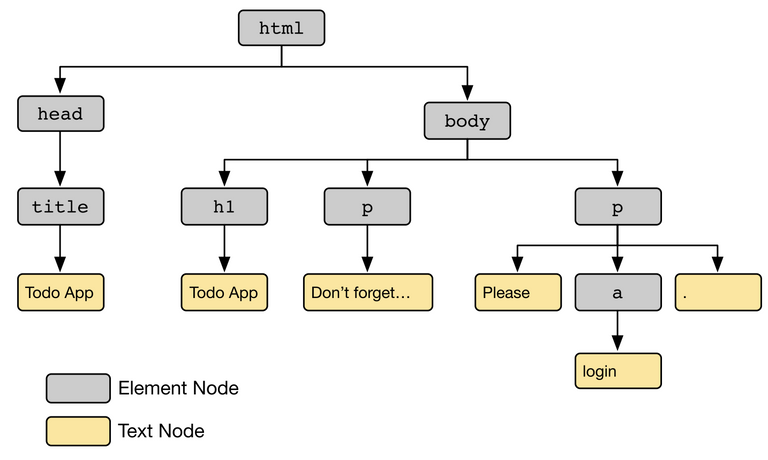 html
head
body
title
h1
p
p
Todo App
Todo App
Don’t forget…
Please
a
.
login
Element Node
Text Node